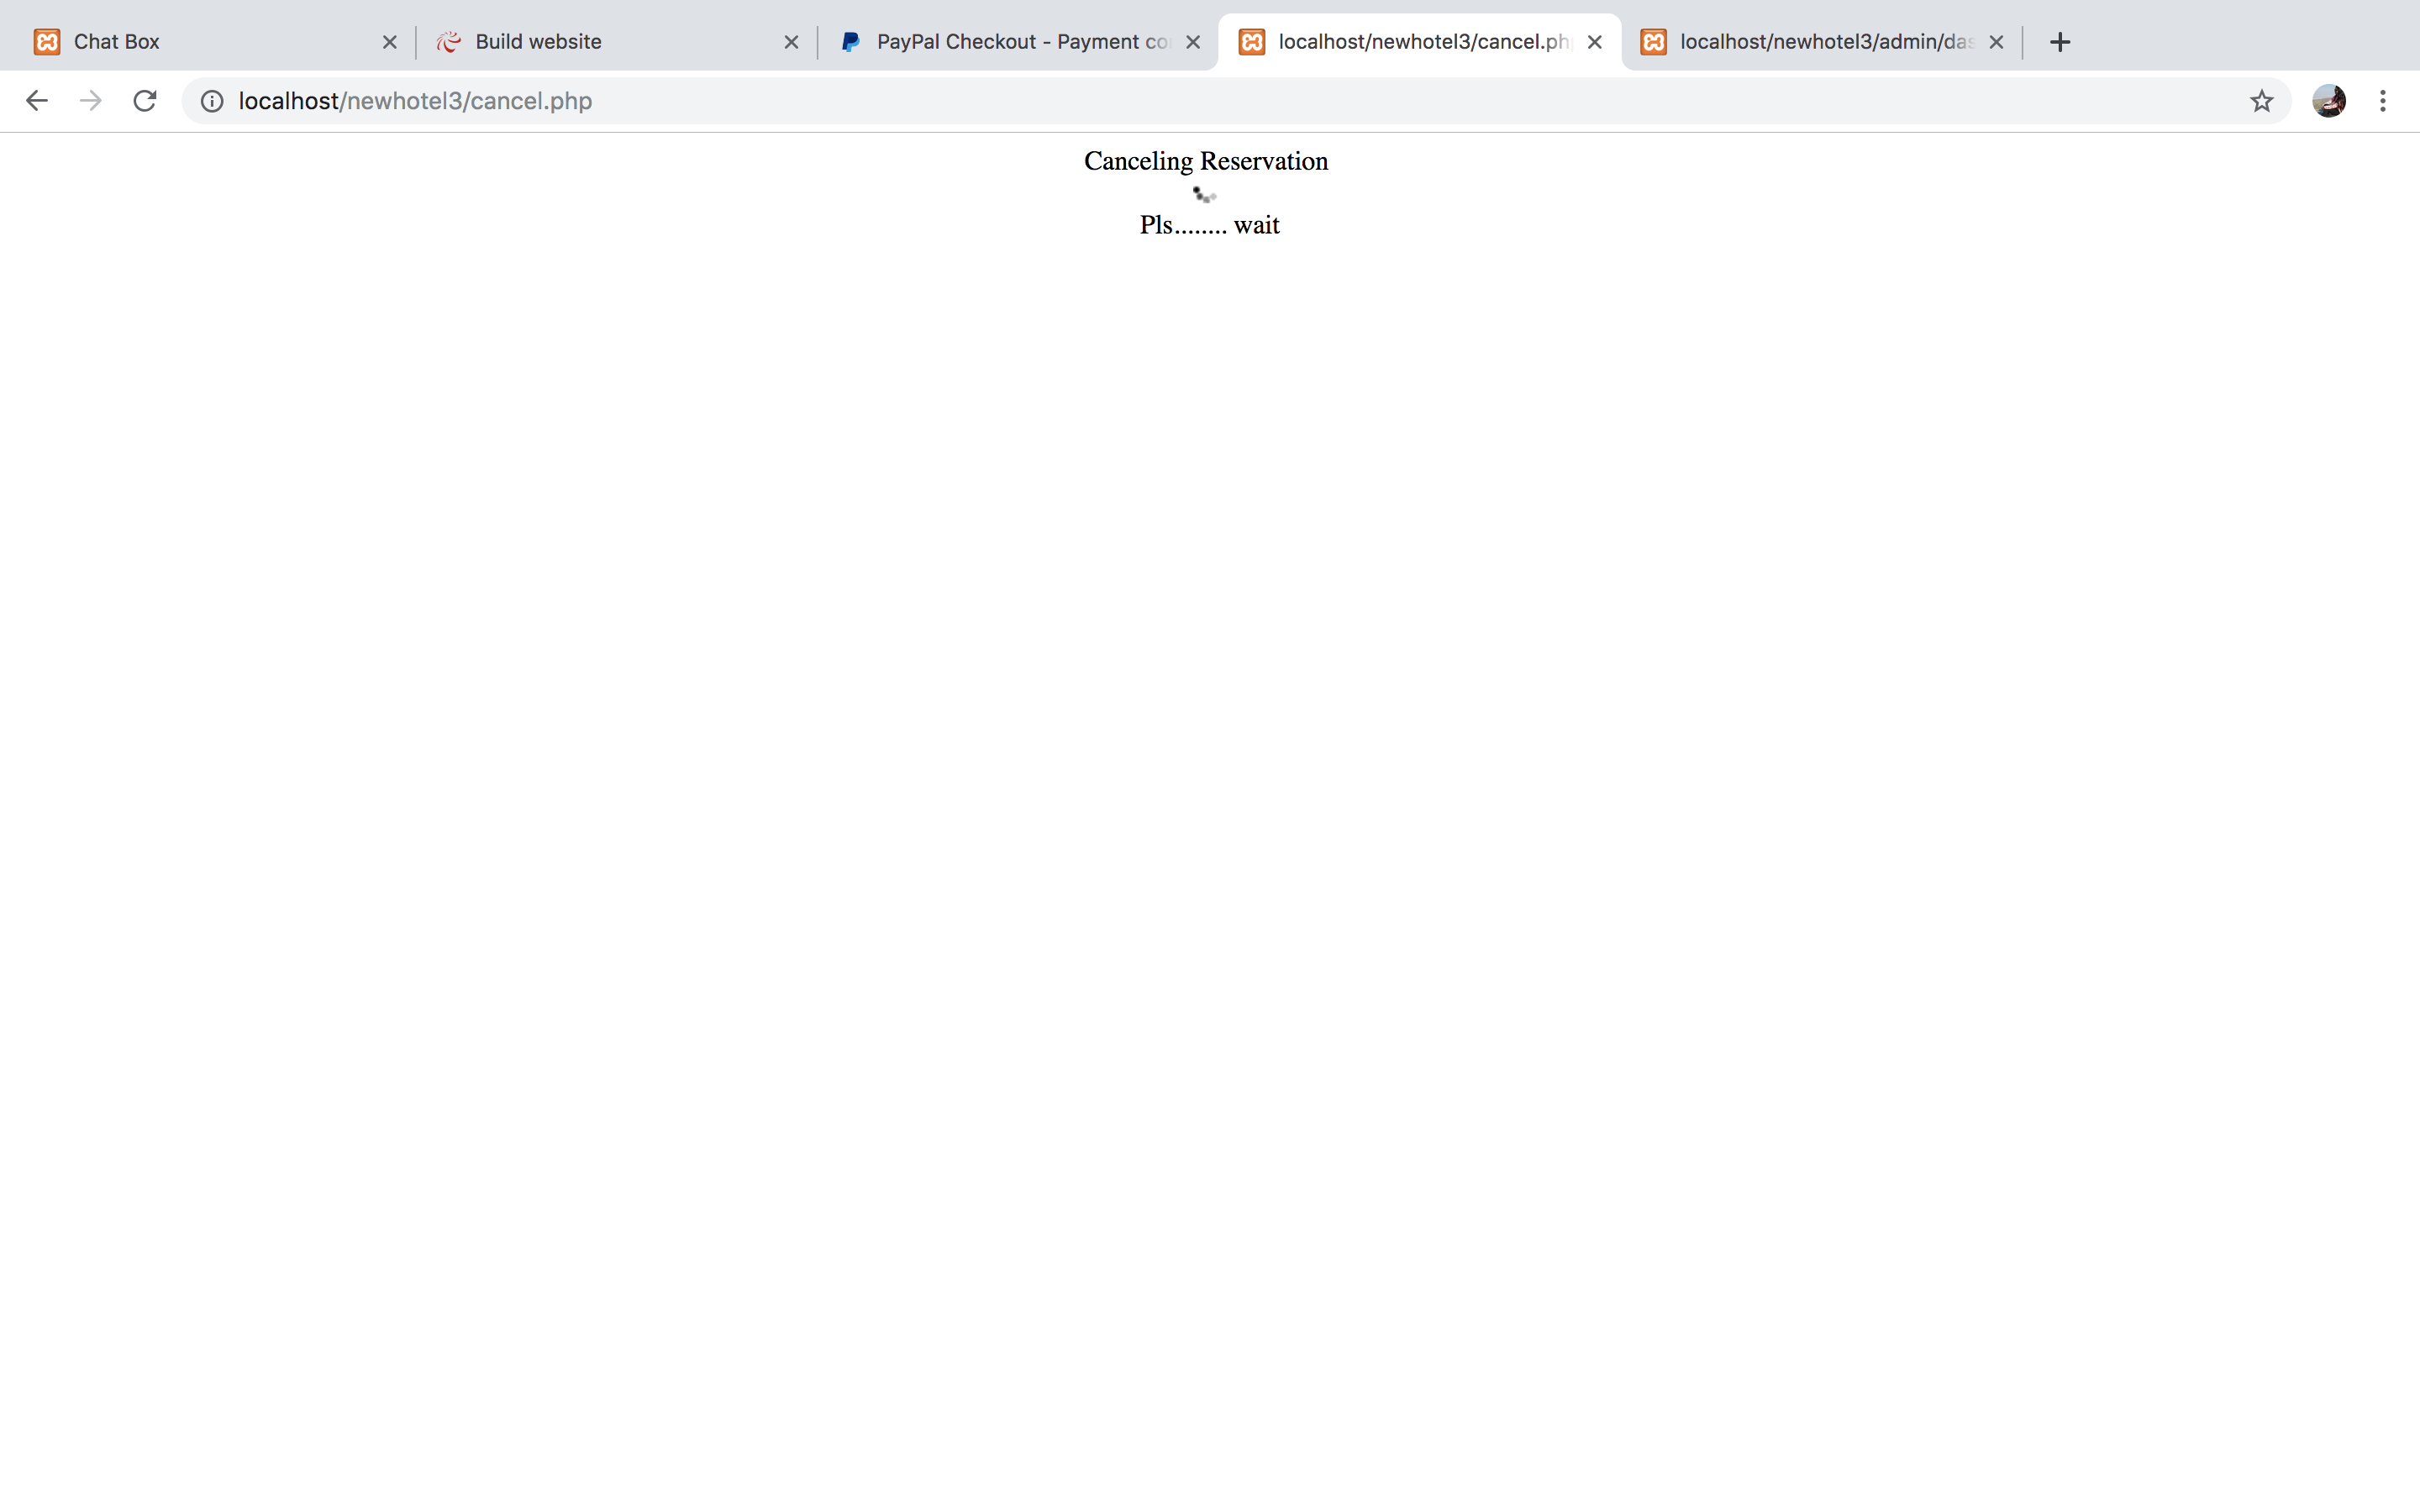 Chat Box
Build website
PayPal Checkout - Payment co
localhost/newhotel3/cancel.ph
localhost/newhotel3/admin/das
localhost/newhotel3/cancel.php
Canceling Reservation
Pls........ wait